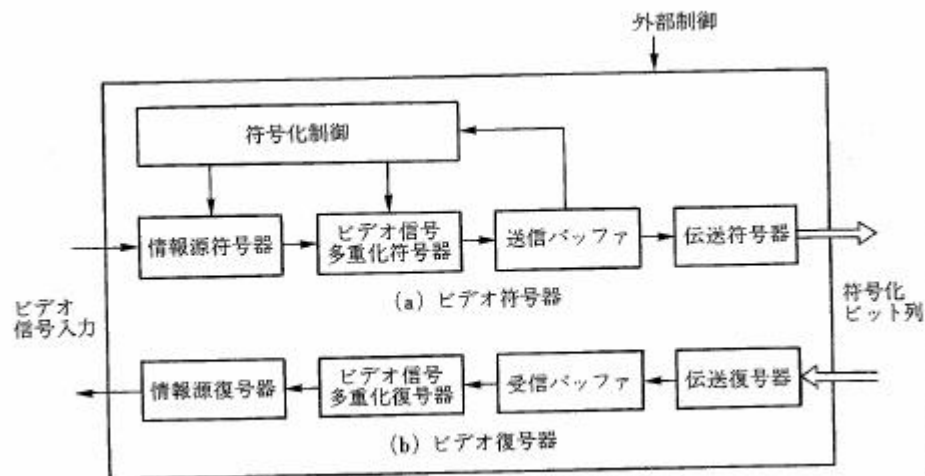 外部制御
符号化制御
情報源符号器
ビデオ信号
多重化符号器
送信バッファ
伝送符号器
(a) ビデオ符号器
ビデオ
信号入力
符号化
ビット列
情報源復号器
ビデオ信号
多重化復号器
受信バッファ
伝送復号器
(b) ビデオ復号器